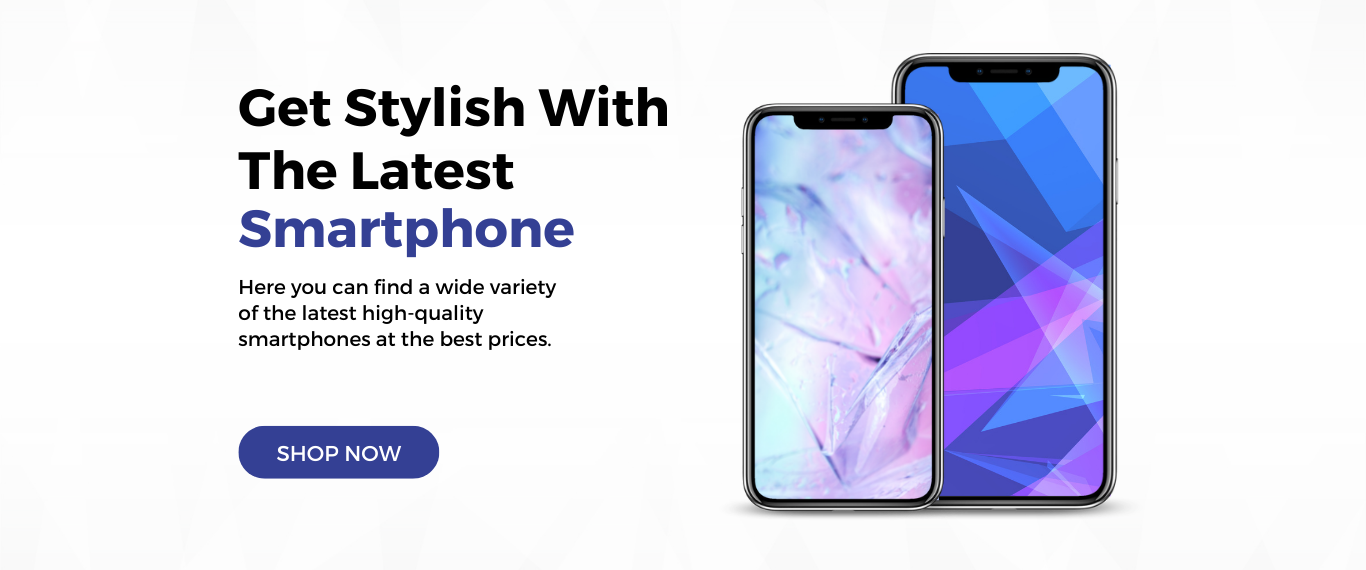 Get Stylish With
The Latest
Smartphone
Here you can find a wide variety
of the latest high-quality
smartphones at the best prices.
SHOP NOW